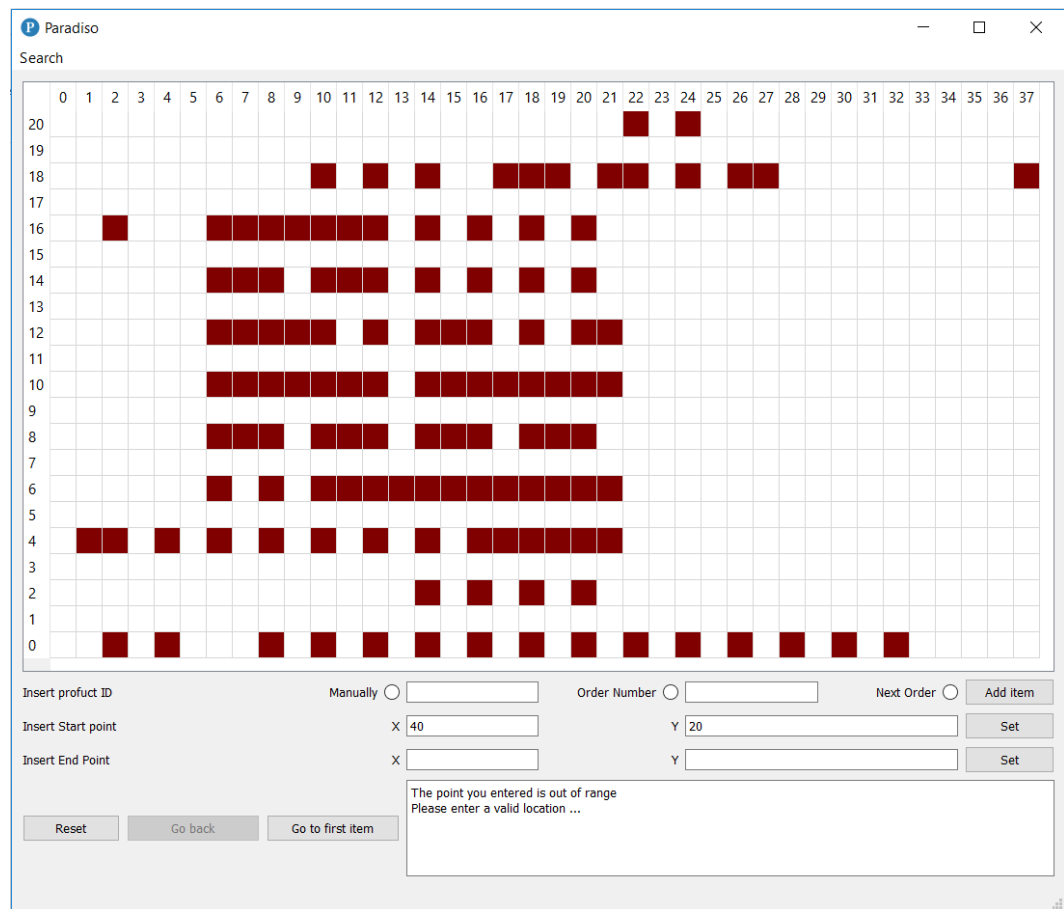 P Paradiso
Search
0 1 2 3 4 5 6 7 8 9 10 11 12 13 14 15 16 17 18 19 20 21 22 23 24 25 26 27 28 29 30 31 32 33 34 35 36 37
20
19
18
17
16
15
14
13
12
11
10
9
8
7
6
5
4
3
2
1
0
Insert profuct ID Manually Order Number Next Order Add item
Insert Start point X 40 Y 20 Set
Insert End Point X Y Set
The point you entered is out of range
Please enter a valid location ...
Reset Go back Go to first item